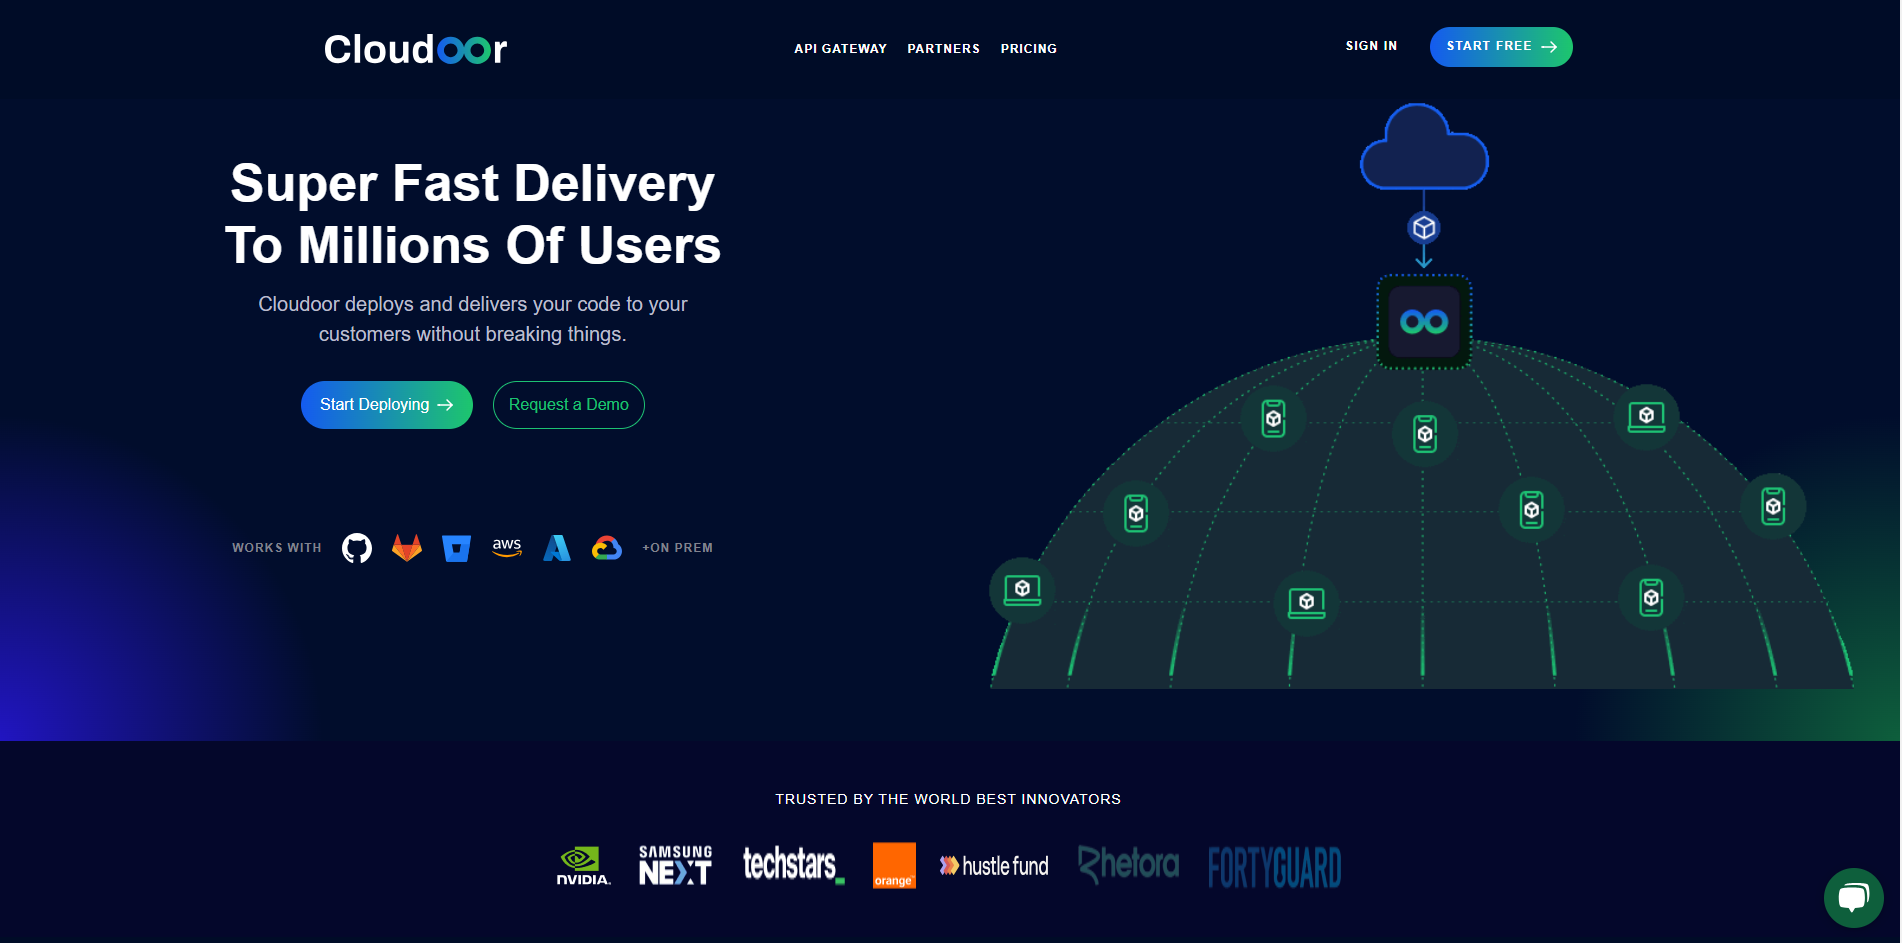 Cloudoor
API GATEWAY PARTNERS PRICING
SIGN IN
START FREE
Super Fast Delivery
To Millions Of Users
Cloudoor deploys and delivers your code to your
customers without breaking things.
Start Deploying
Request a Demo
WORKS WITH
aws
+ON PREM
TRUSTED BY THE WORLD BEST INNOVATORS
NVIDIA.
SAMSUNG
NEXT
techstars_
orange™
hustle fund
Rhetora
FORTYGUARD